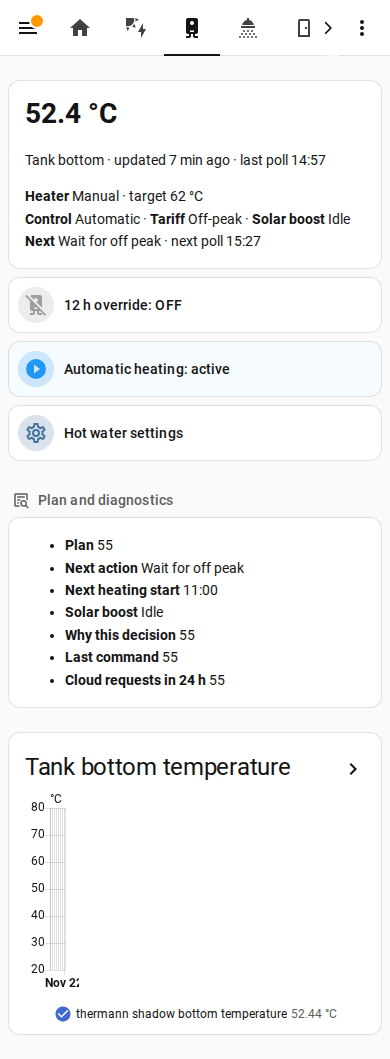 52.4 °C
Tank bottom · updated 7 min ago · last poll 14:57
Heater Manual · target 62 °C
Control Automatic · Tariff Off-peak · Solar boost Idle
Next Wait for off peak · next poll 15:27
12 h override: OFF
Automatic heating: active
Hot water settings
Plan and diagnostics
• Plan 55
• Next action Wait for off peak
• Next heating start 11:00
• Solar boost Idle
• Why this decision 55
• Last command 55
• Cloud requests in 24 h 55
Tank bottom temperature
°C
80
70
60
50
40
30
20
Nov 22
thermann shadow bottom temperature 52.44 °C